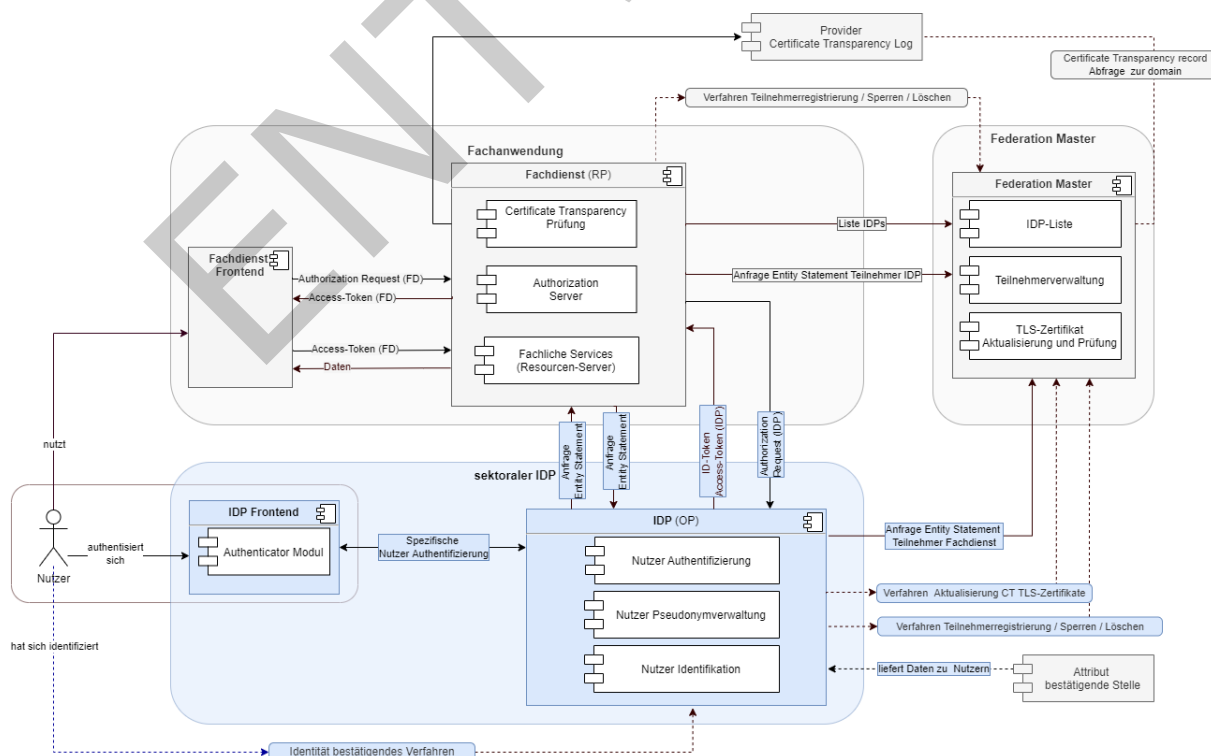 Provider
Certificate Transparency Log
Certificate Transparency record
Abfrage zur domain
Verfahren Teilnehmerregistrierung / Sperren / Löschen
Fachanwendung
Federation Master
Fachdienst (RP)
Federation Master
Certificate Transparency
Prüfung
Liste IDPs
IDP-Liste
Fachdienst
Frontend
Authorization Request (FD)
Access-Token (FD)
Authorization
Server
Anfrage Entity Statement Teilnehmer IDP
Teilnehmerverwaltung
TLS-Zertifikat
Aktualisierung und Prüfung
Access-Token (FD)
Daten
Fachliche Services
(Resourcen-Server)
nutzt
Anfrage
Entity Statement
Anfrage
Entity Statement
ID-Token
Access-Token (IDP)
Authorization
Request (IDP)
sektoraler IDP
IDP Frontend
IDP (OP)
authentisiert
sich
Nutzer
Authenticator Modul
Spezifische
Nutzer Authentifizierung
Nutzer Authentifizierung
Anfrage Entity Statement
Teilnehmer Fachdienst
Nutzer Pseudonymverwaltung
Verfahren Aktualisierung CT TLS-Zertifikate
Verfahren Teilnehmerregistrierung / Sperren / Löschen
hat sich identifiziert
Nutzer Identifikation
liefert Daten zu Nutzern
Attribut
bestätigende Stelle
Identität bestätigendes Verfahren
ENT